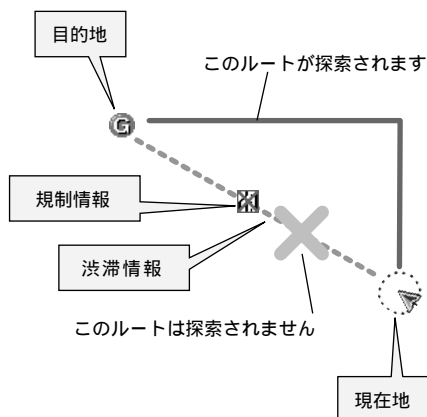 目的地
このルートが探索されます
G
規制情報
渋滞情報
このルートは探索されません
現在地